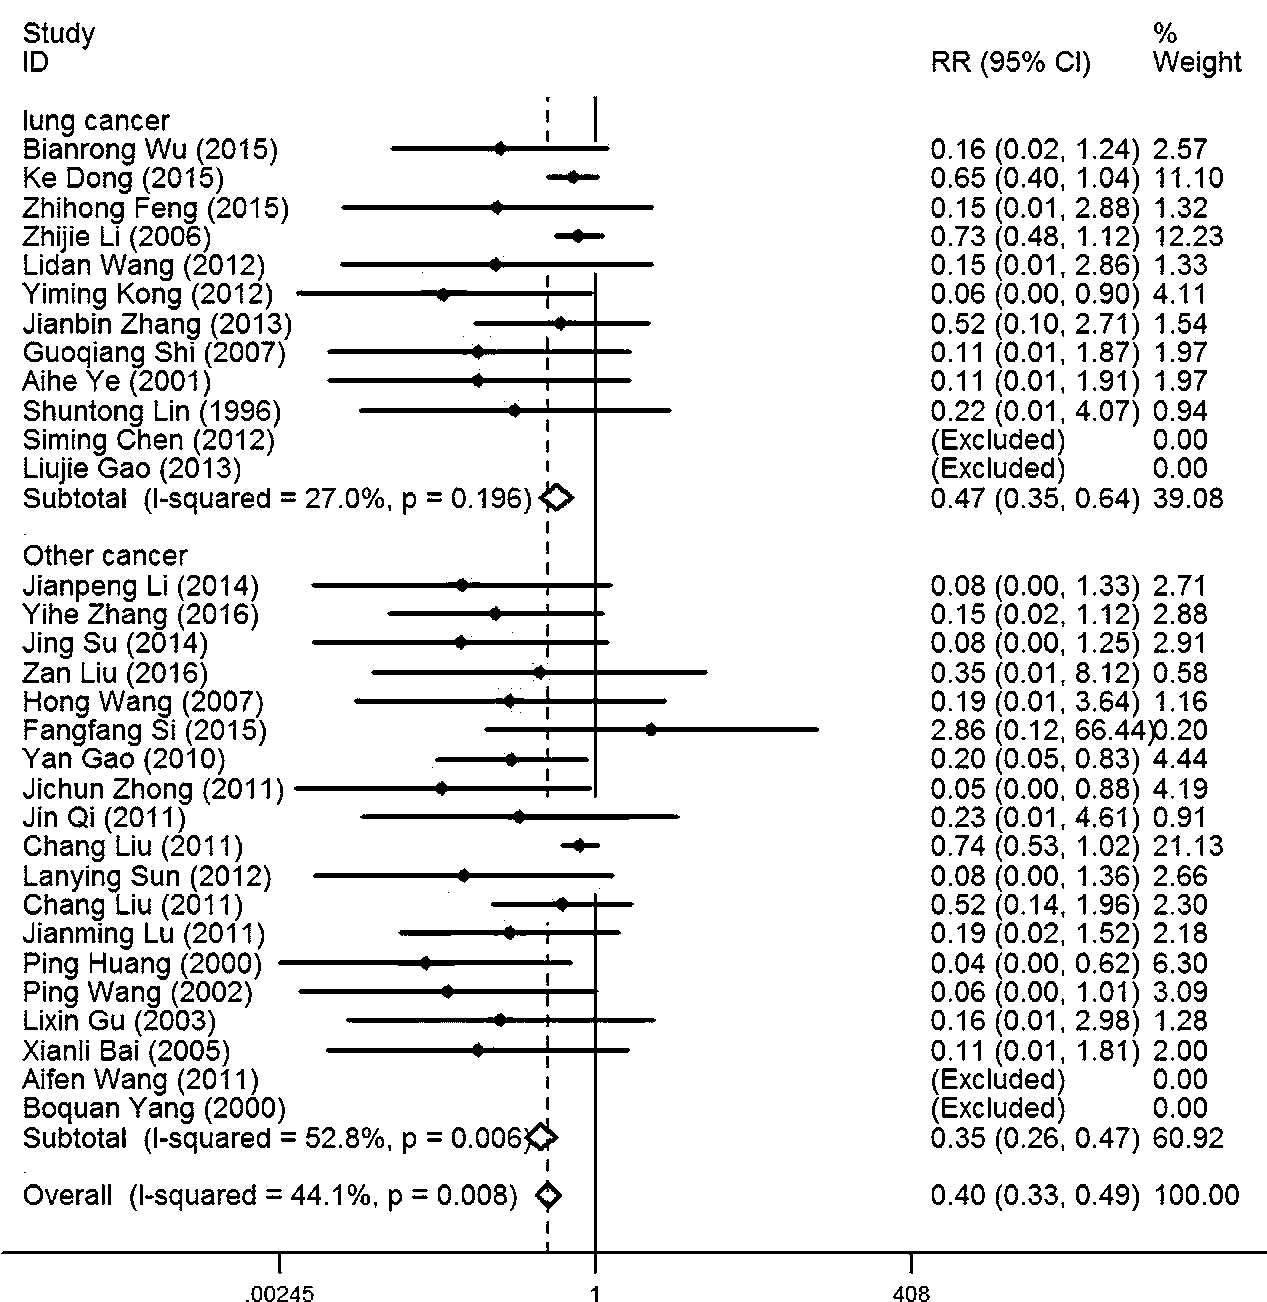 Study %
ID RR (95% CI) Weight
lung cancer
Bianrong Wu (2015) 0.16 (0.02, 1.24) 2.57
Ke Dong (2015) 0.65 (0.40, 1.04) 11.10
Zhihong Feng (2015) 0.15 (0.01, 2.88) 1.32
Zhijie Li (2006) 0.73 (0.48, 1.12) 12.23
Lidan Wang (2012) 0.15 (0.01, 2.86) 1.33
Yiming Kong (2012) 0.06 (0.00, 0.90) 4.11
Jianbin Zhang (2013) 0.52 (0.10, 2.71) 1.54
Guoqiang Shi (2007) 0.11 (0.01, 1.87) 1.97
Aihe Ye (2001) 0.11 (0.01, 1.91) 1.97
Shuntong Lin (1996) 0.22 (0.01, 4.07) 0.94
Siming Chen (2012) (Excluded) 0.00
Liujie Gao (2013) (Excluded) 0.00
Subtotal (I-squared = 27.0%, p = 0.196) 0.47 (0.35, 0.64) 39.08
.
Other cancer
Jianpeng Li (2014) 0.08 (0.00, 1.33) 2.71
Yihe Zhang (2016) 0.15 (0.02, 1.12) 2.88
Jing Su (2014) 0.08 (0.00, 1.25) 2.91
Zan Liu (2016) 0.35 (0.01, 8.12) 0.58
Hong Wang (2007) 0.19 (0.01, 3.64) 1.16
Fangfang Si (2015) 2.86 (0.12, 66.44) 0.20
Yan Gao (2010) 0.20 (0.05, 0.83) 4.44
Jichun Zhong (2011) 0.05 (0.00, 0.88) 4.19
Jin Qi (2011) 0.23 (0.01, 4.61) 0.91
Chang Liu (2011) 0.74 (0.53, 1.02) 21.13
Lanying Sun (2012) 0.08 (0.00, 1.36) 2.66
Chang Liu (2011) 0.52 (0.14, 1.96) 2.30
Jianming Lu (2011) 0.19 (0.02, 1.52) 2.18
Ping Huang (2000) 0.04 (0.00, 0.62) 6.30
Ping Wang (2002) 0.06 (0.00, 1.01) 3.09
Lixin Gu (2003) 0.16 (0.01, 2.98) 1.28
Xianli Bai (2005) 0.11 (0.01, 1.81) 2.00
Aifen Wang (2011) (Excluded) 0.00
Boquan Yang (2000) (Excluded) 0.00
Subtotal (I-squared = 52.8%, p = 0.006) 0.35 (0.26, 0.47) 60.92
.
Overall (I-squared = 44.1%, p = 0.008) 0.40 (0.33, 0.49) 100.00
.00245 1 408